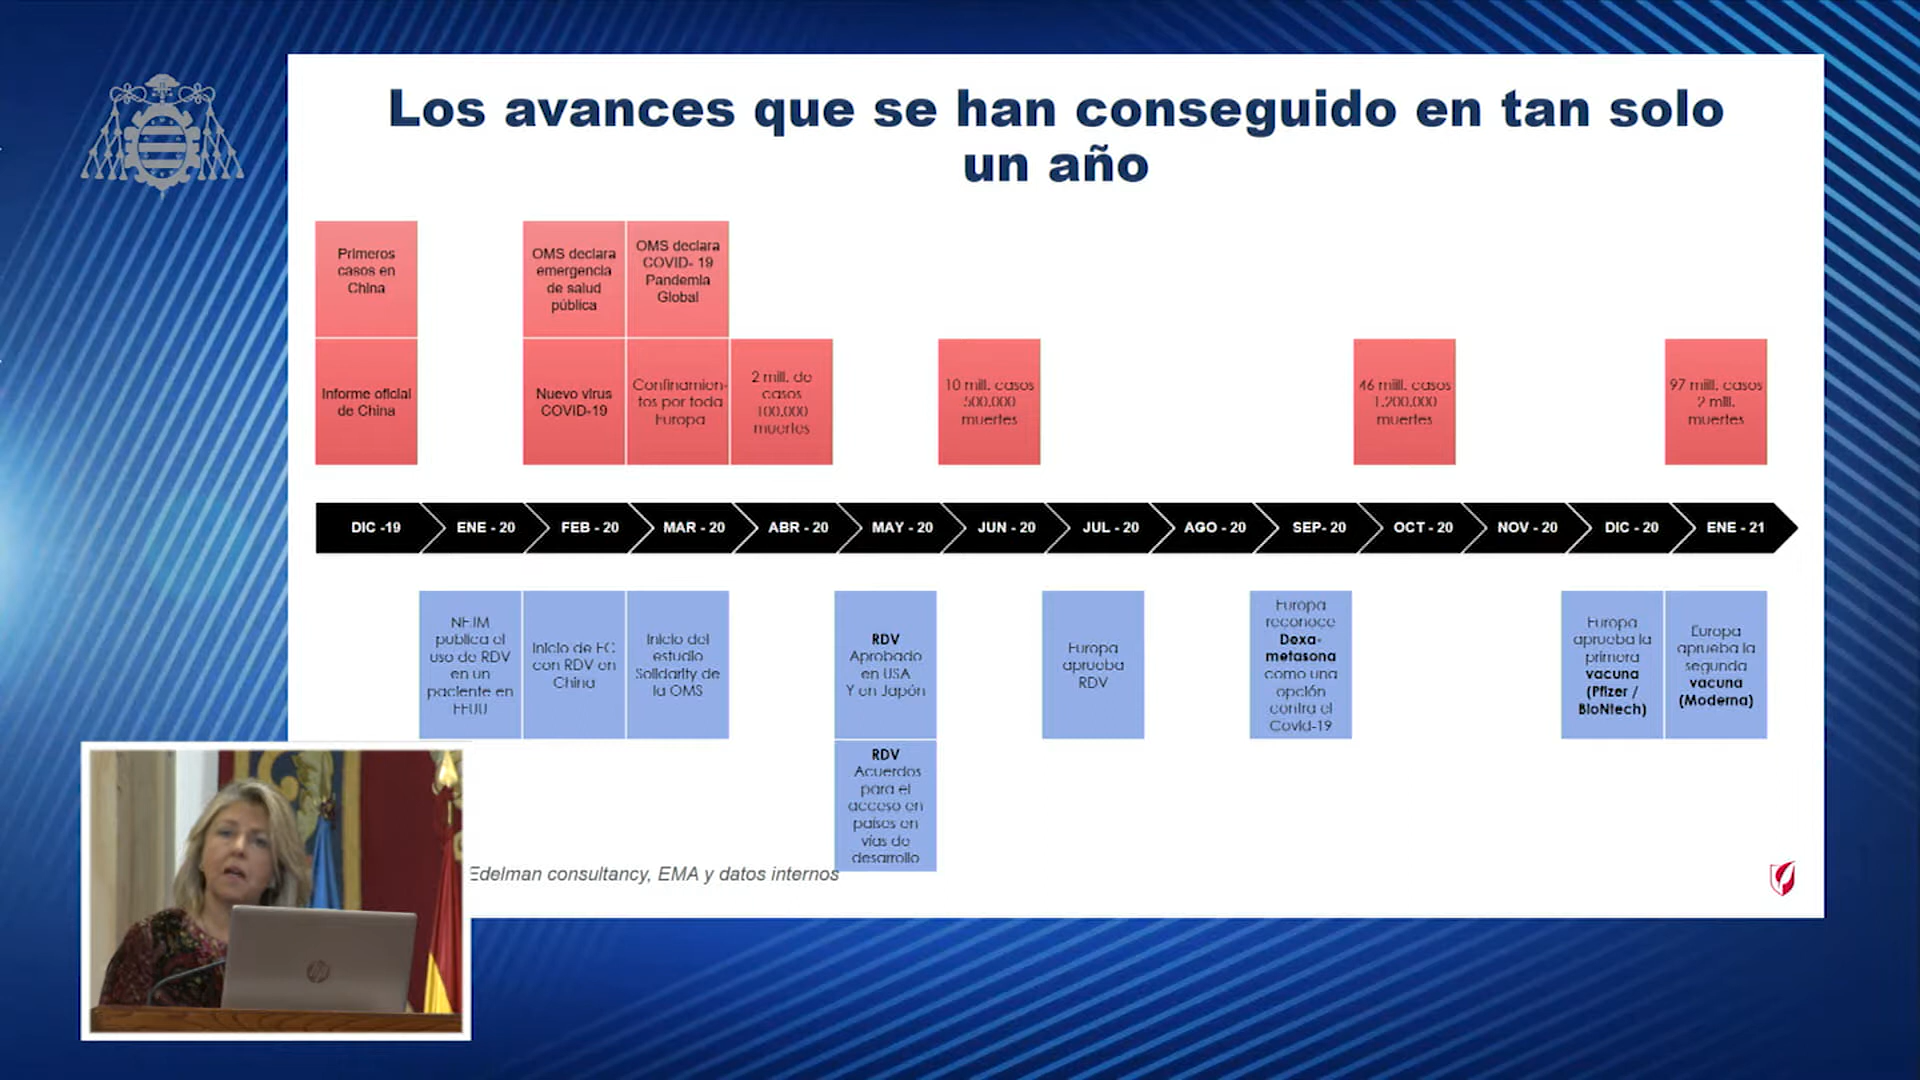 Los avances que se han conseguido en tan solo
un año
Primeros
casos en
China
OMS declara
emergencia
de salud
pública
OMS declara
COVID- 19
Pandemia
Global
Informe oficial
de China
Nuevo virus
COVID-19
Confinamien-
tos por toda
Europa
2 mill. de
casos
100.000
muertes
10 mill. casos
500.000
muertes
46 mill. casos
1.200.000
muertes
97 mill. casos
2 mill.
muertes
DIC -19
ENE - 20
FEB - 20
MAR - 20
ABR - 20
MAY - 20
JUN - 20
JUL - 20
AGO - 20
SEP- 20
OCT - 20
NOV - 20
DIC - 20
ENE - 21
NEJM
publica el
uso de RDV
en un
paciente en
EEUU
Inicio de EC
con RDV en
China
Inicio del
estudio
Solidarity de
la OMS
RDV
Aprobado
en USA
Y en Japón
RDV
Acuerdos
para el
acceso en
países en
vías de
desarrollo
Europa
aprueba
RDV
Europa
reconoce
Dexa-
metasona
como una
opción
contra el
Covid-19
Europa
aprueba la
primera
vacuna
(Pfizer /
BioNtech)
Europa
aprueba la
segunda
vacuna
(Moderna)
Edelman consultancy, EMA y datos internos
hp